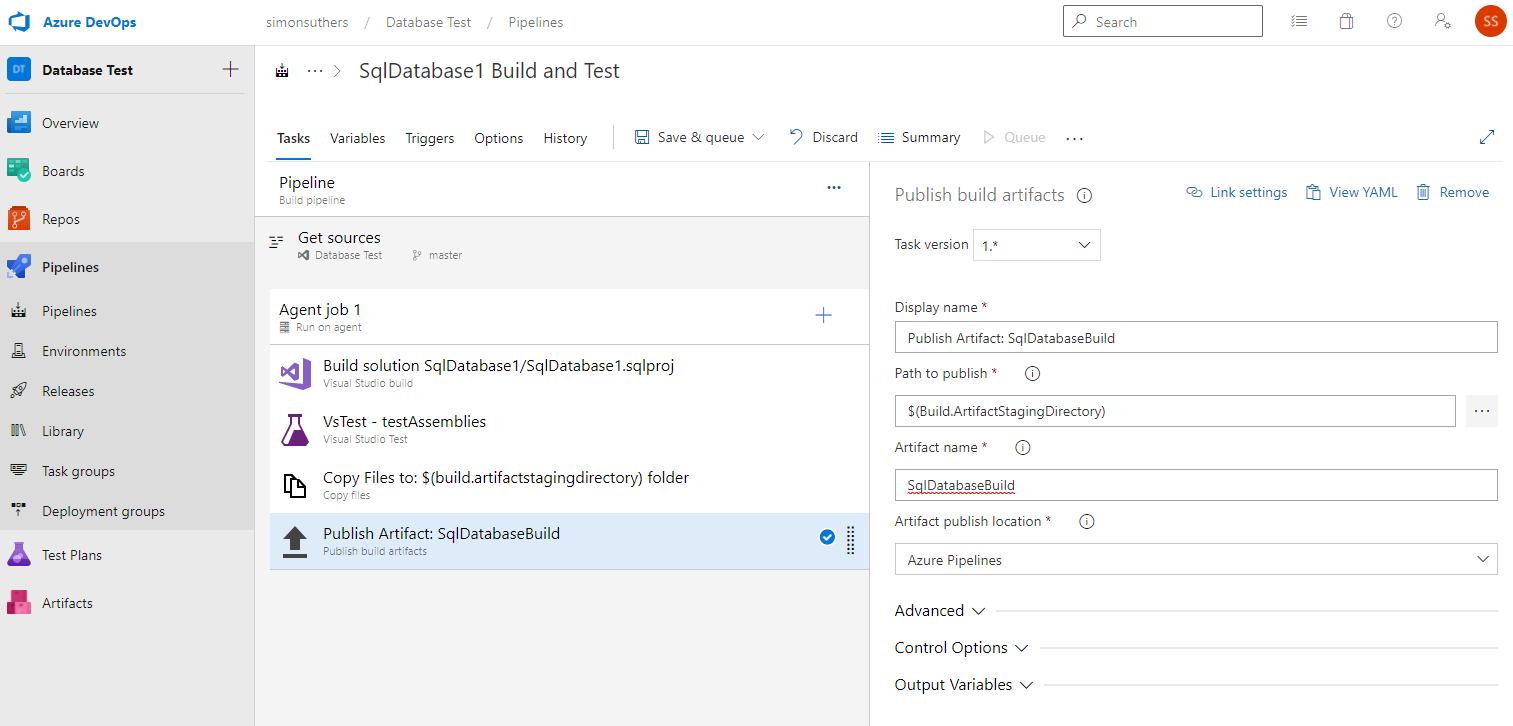 Azure DevOps
simonsuthers / Database Test / Pipelines
Search
SS
DT Database Test
Overview
Boards
Repos
Pipelines
Pipelines
Environments
Releases
Library
Task groups
Deployment groups
Test Plans
Artifacts
··· > SqlDatabase1 Build and Test
Tasks Variables Triggers Options History Save & queue Discard Summary Queue ···
Pipeline
Build pipeline
Get sources
Database Test master
Agent job 1
Run on agent
Build solution SqlDatabase1/SqlDatabase1.sqlproj
Visual Studio build
VsTest - testAssemblies
Visual Studio Test
Copy Files to: $(build.artifactstagingdirectory) folder
Copy files
Publish Artifact: SqlDatabaseBuild
Publish build artifacts
Publish build artifacts
Link settings View YAML Remove
Task version 1.*
Display name *
Publish Artifact: SqlDatabaseBuild
Path to publish *
$(Build.ArtifactStagingDirectory)
Artifact name *
SqlDatabaseBuild
Artifact publish location *
Azure Pipelines
Advanced
Control Options
Output Variables